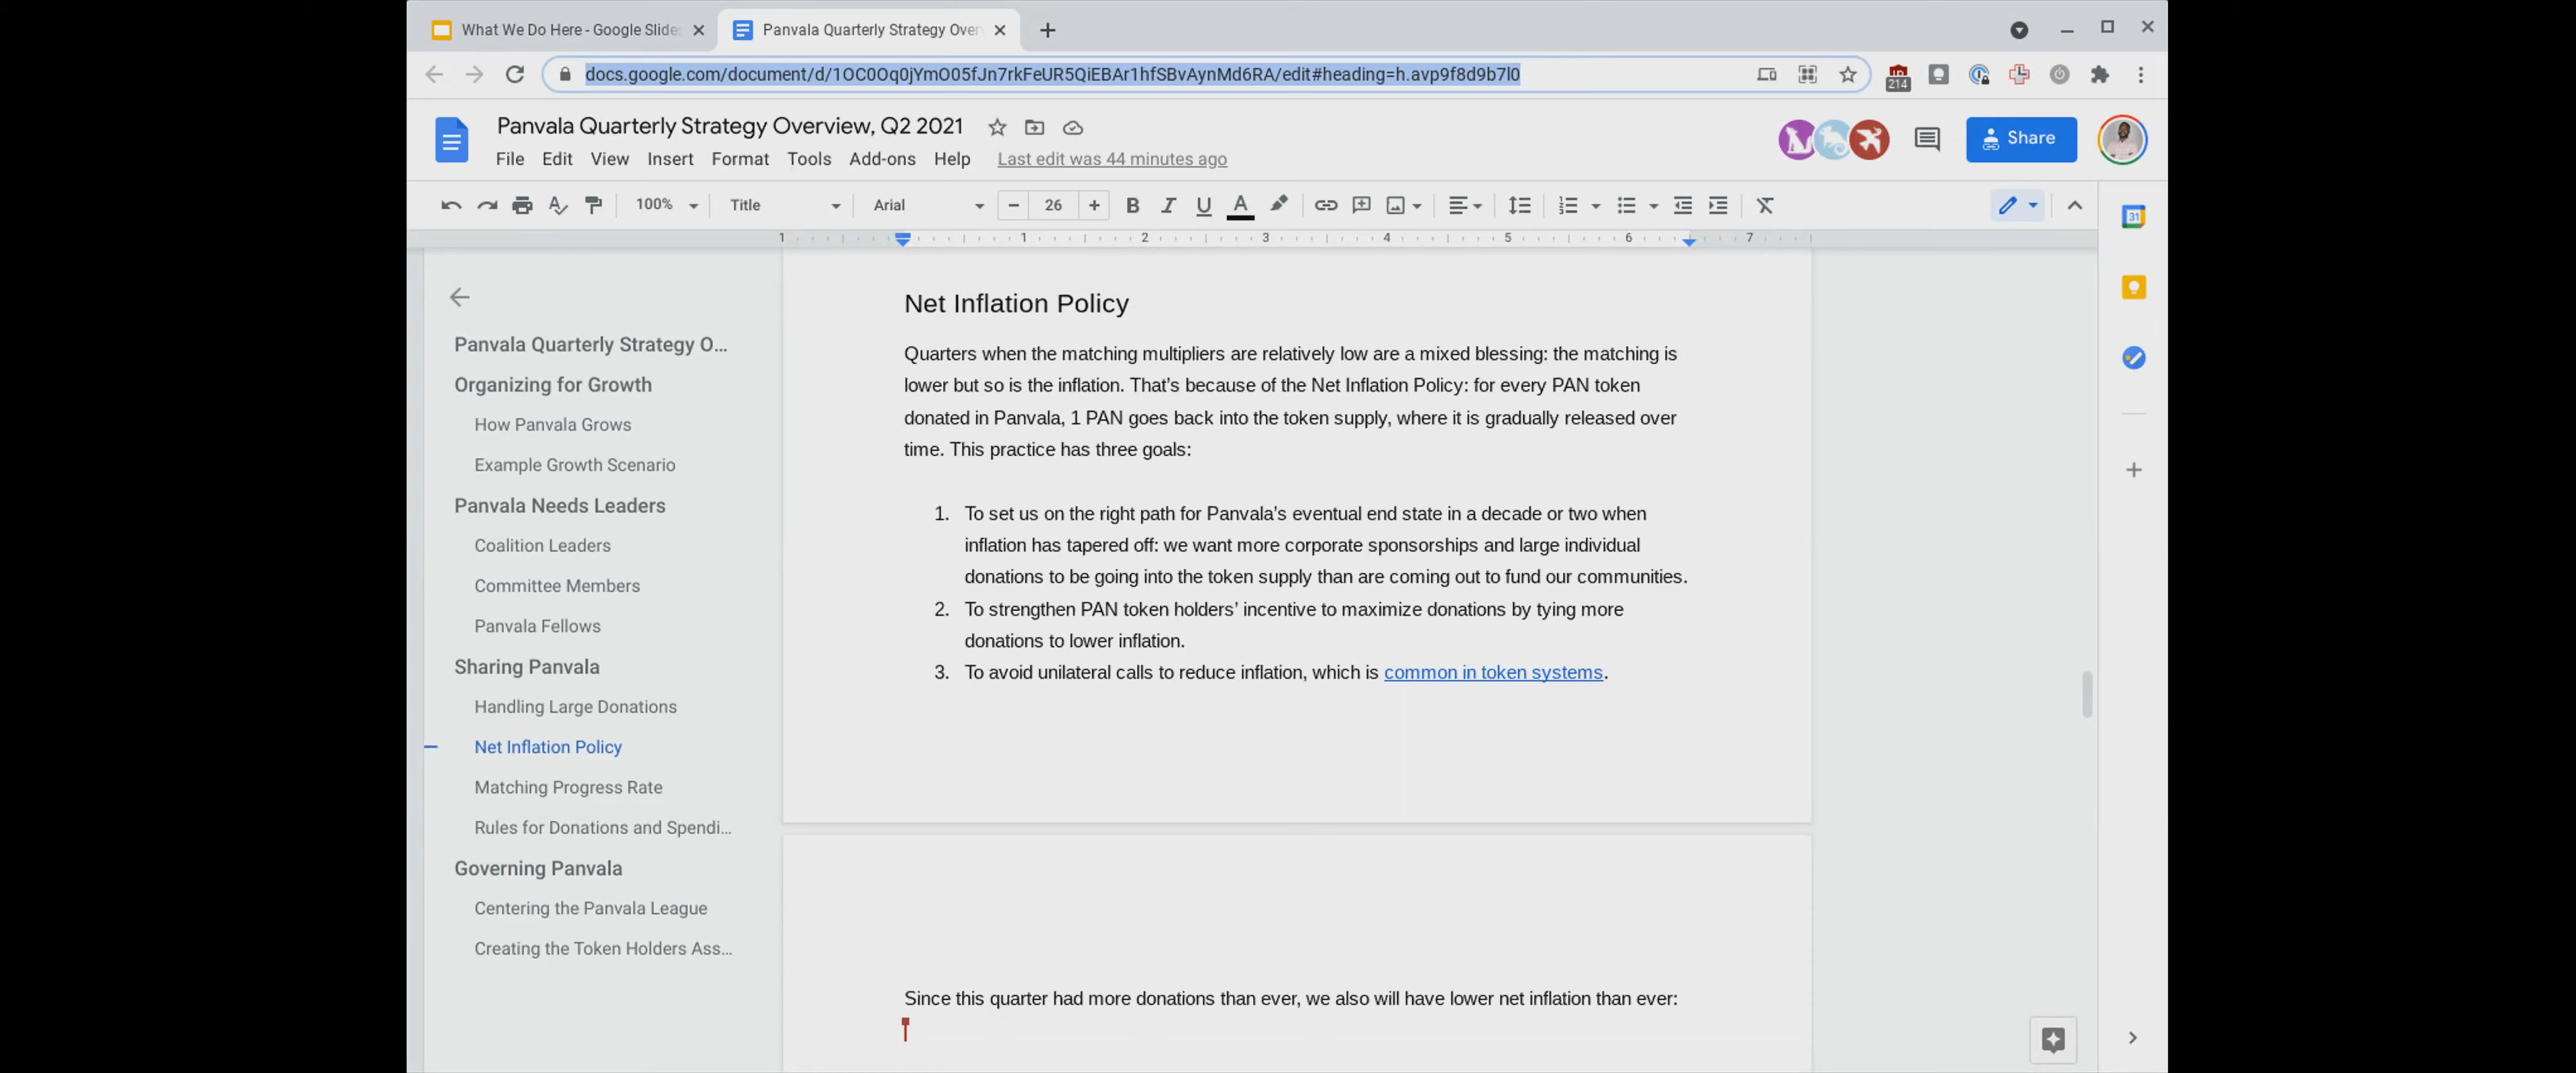 What We Do Here - Google Slides
Panvala Quarterly Strategy Over
docs.google.com/document/d/1OC0Oq0jYmO05fJn7rkFeUR5QiEBAr1hfSBvAynMd6RA/edit#heading=h.avp9f8d9b7l0
214
Panvala Quarterly Strategy Overview, Q2 2021
File Edit View Insert Format Tools Add-ons Help Last edit was 44 minutes ago
Share
100% Title Arial 26
1 1 2 3 4 5 6 7
31
Panvala Quarterly Strategy O...
Organizing for Growth
How Panvala Grows
Example Growth Scenario
Panvala Needs Leaders
Coalition Leaders
Committee Members
Panvala Fellows
Sharing Panvala
Handling Large Donations
Net Inflation Policy
Matching Progress Rate
Rules for Donations and Spendi...
Governing Panvala
Centering the Panvala League
Creating the Token Holders Ass...
Net Inflation Policy
Quarters when the matching multipliers are relatively low are a mixed blessing: the matching is
lower but so is the inflation. That's because of the Net Inflation Policy: for every PAN token
donated in Panvala, 1 PAN goes back into the token supply, where it is gradually released over
time. This practice has three goals:
1. To set us on the right path for Panvala's eventual end state in a decade or two when
inflation has tapered off: we want more corporate sponsorships and large individual
donations to be going into the token supply than are coming out to fund our communities.
2. To strengthen PAN token holders' incentive to maximize donations by tying more
donations to lower inflation.
3. To avoid unilateral calls to reduce inflation, which is common in token systems.
Since this quarter had more donations than ever, we also will have lower net inflation than ever: